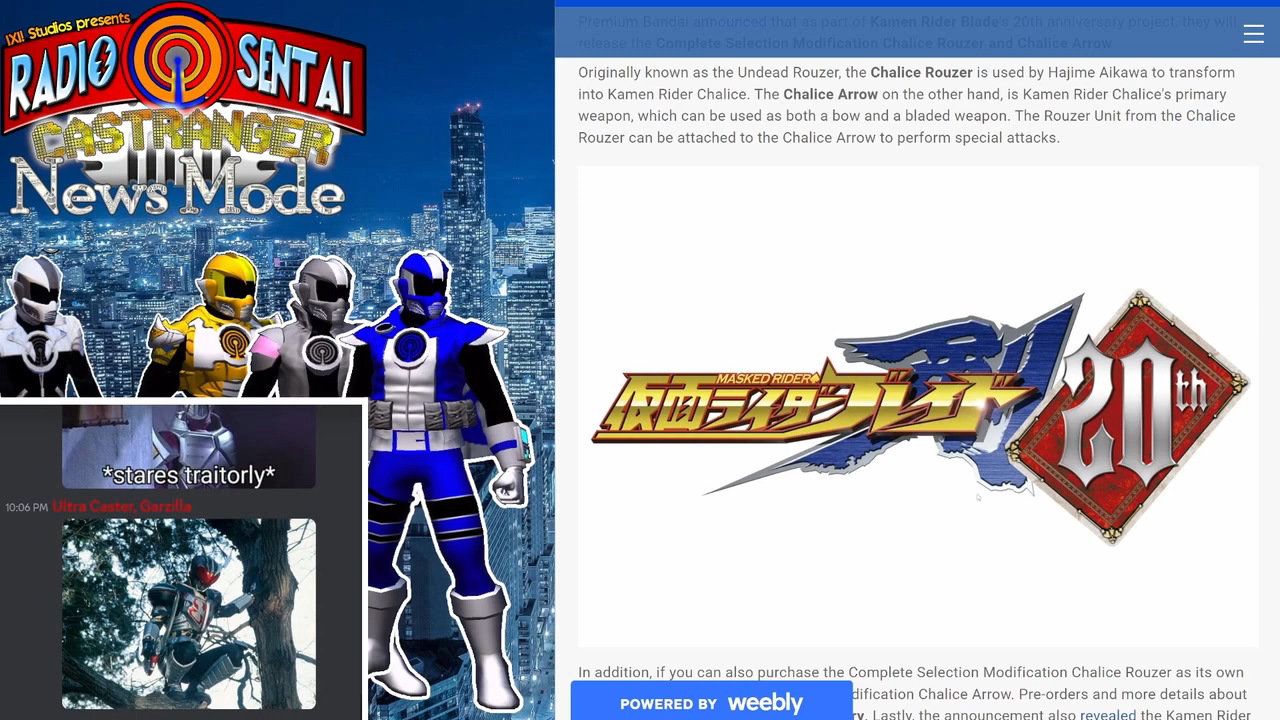 IXII Studios presents
RADIO SENTAI
CASTRANGER
News Mode
*stares traitorly*
10:06 PM Ultra Caster, Garzilla
Premium Bandai announced that as part of Kamen Rider Blade's 20th anniversary project, they will
release the Complete Selection Modification Chalice Rouzer and Chalice Arrow
Originally known as the Undead Rouzer, the Chalice Rouzer is used by Hajime Aikawa to transform
into Kamen Rider Chalice. The Chalice Arrow on the other hand, is Kamen Rider Chalice's primary
weapon, which can be used as both a bow and a bladed weapon. The Rouzer Unit from the Chalice
Rouzer can be attached to the Chalice Arrow to perform special attacks.
MASKED RIDER
仮面ライダーブレイド
20th
In addition, if you can also purchase the Complete Selection Modification Chalice Rouzer as its own
dification Chalice Arrow. Pre-orders and more details about
ry. Lastly, the announcement also revealed the Kamen Rider
POWERED BY weebly